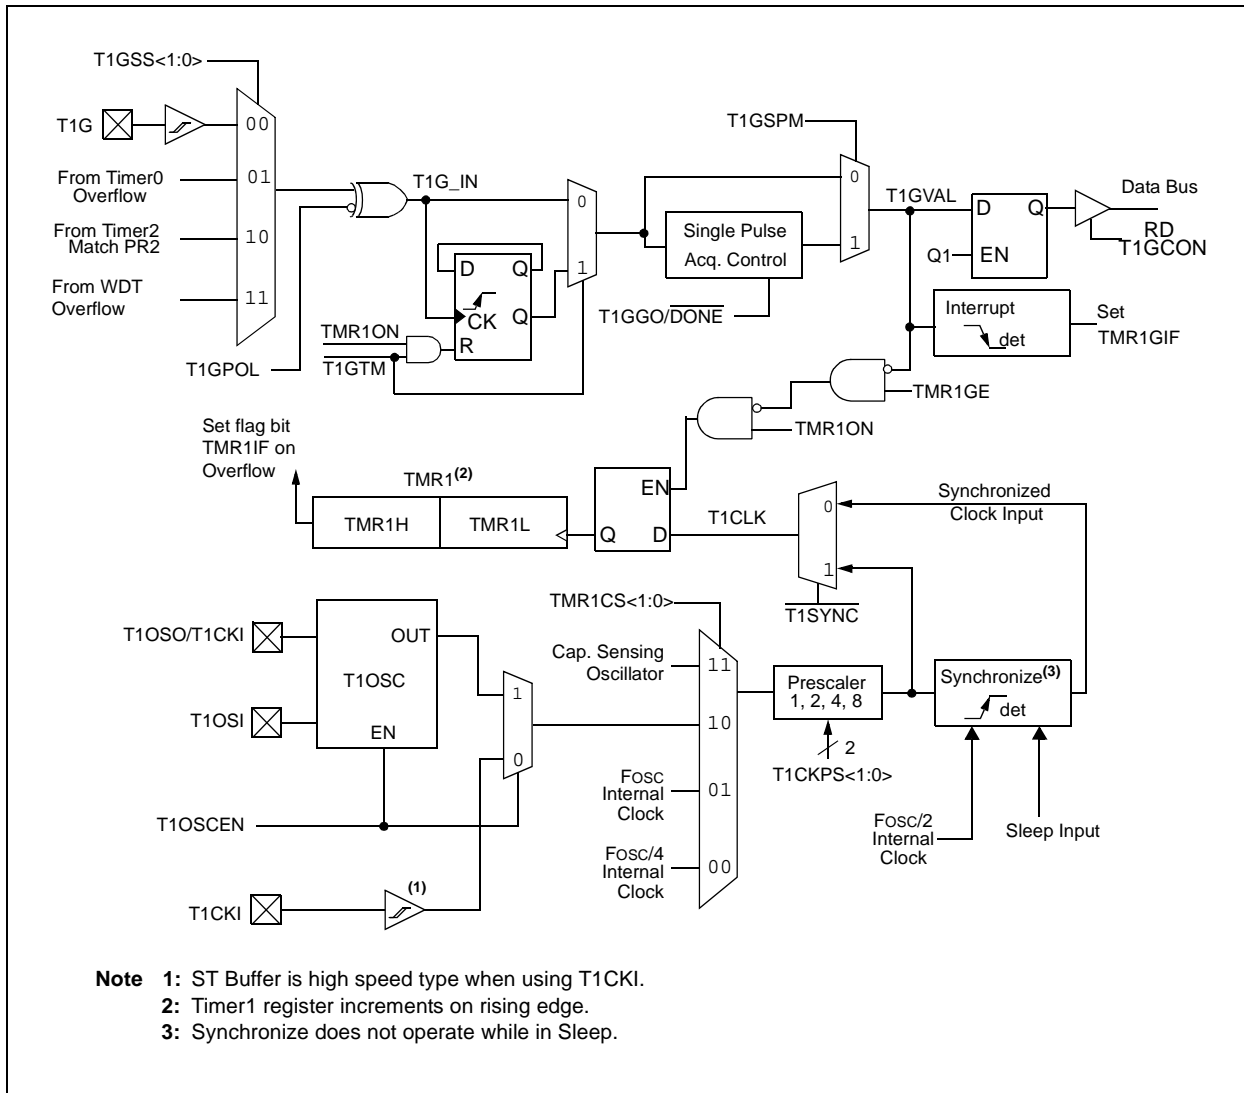 T1GSS<1:0>
T1G
00
From Timer0
Overflow
01
From Timer2
Match PR2
10
From WDT
Overflow
11
T1GPOL
T1G_IN
0
1
D
Q
CK
Q
R
TMR1ON
T1GTM
T1GSPM
0
1
Single Pulse
Acq. Control
T1GGO/DONE
T1GVAL
D
Q
Q1
EN
Data Bus
RD
T1GCON
Interrupt
det
Set
TMR1GIF
TMR1GE
TMR1ON
Set flag bit
TMR1IF on
Overflow
TMR1(2)
TMR1H
TMR1L
EN
Q
D
T1CLK
0
1
T1SYNC
Synchronized
Clock Input
T1OSO/T1CKI
OUT
T1OSC
T1OSI
EN
1
0
T1OSCEN
T1CKI
(1)
TMR1CS<1:0>
Cap. Sensing
Oscillator
11
10
FOSC
Internal
Clock
01
FOSC/4
Internal
Clock
00
Prescaler
1, 2, 4, 8
2
T1CKPS<1:0>
Synchronize(3)
det
FOSC/2
Internal
Clock
Sleep Input
Note 1: ST Buffer is high speed type when using T1CKI.
2: Timer1 register increments on rising edge.
3: Synchronize does not operate while in Sleep.